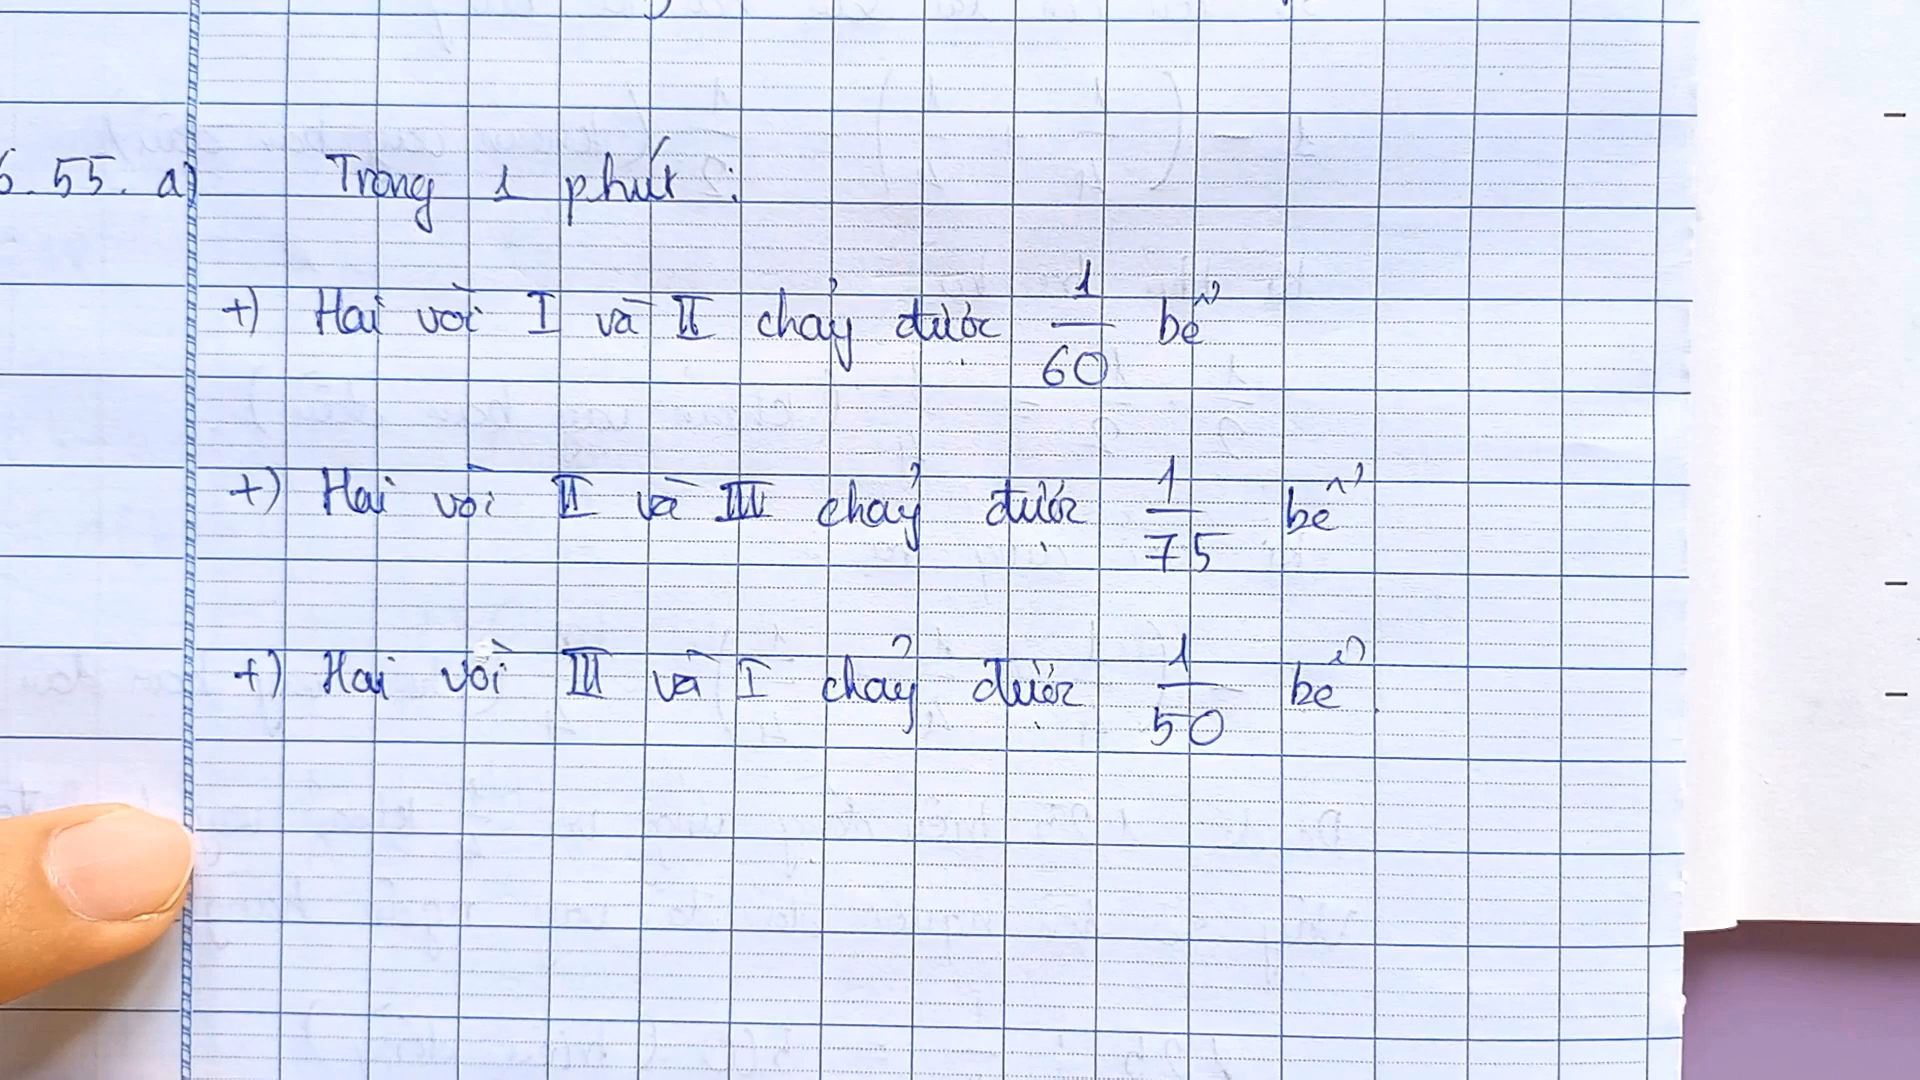 6.55. a) Trong 1 phút:
+) Hai vòi I và II chảy được 1/60 bể
+) Hai vòi II và III chảy được 1/75 bể
+) Hai vòi III và I chảy được 1/50 bể.